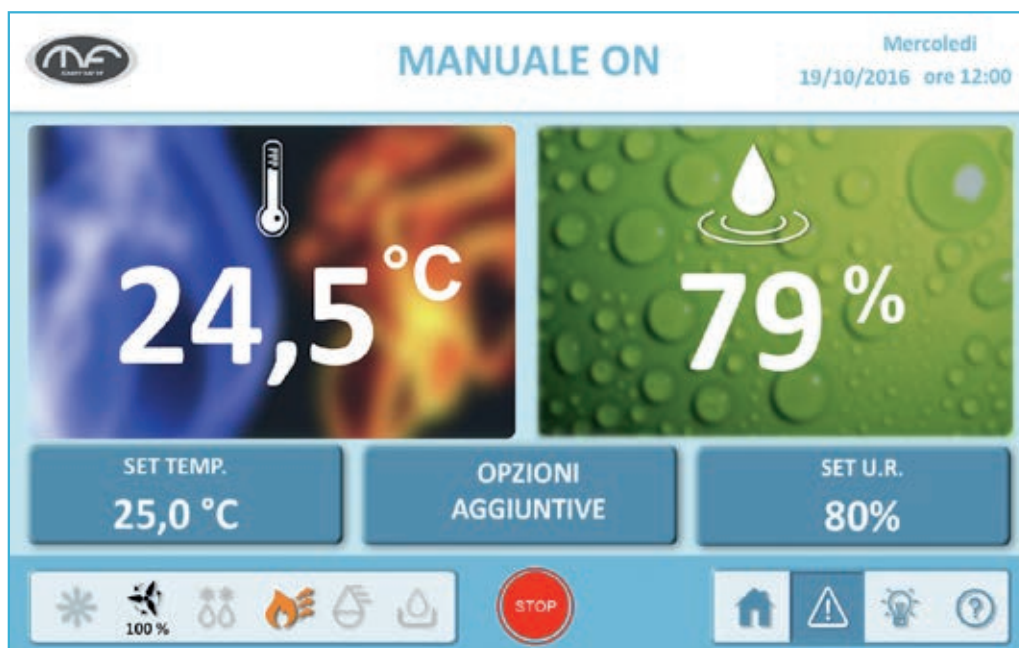 MANUALE ON
Mercoledi
19/10/2016 ore 12:00
24,5 °C
79 %
SET TEMP.
25,0 °C
OPZIONI
AGGIUNTIVE
SET U.R.
80%
100 %
STOP
?